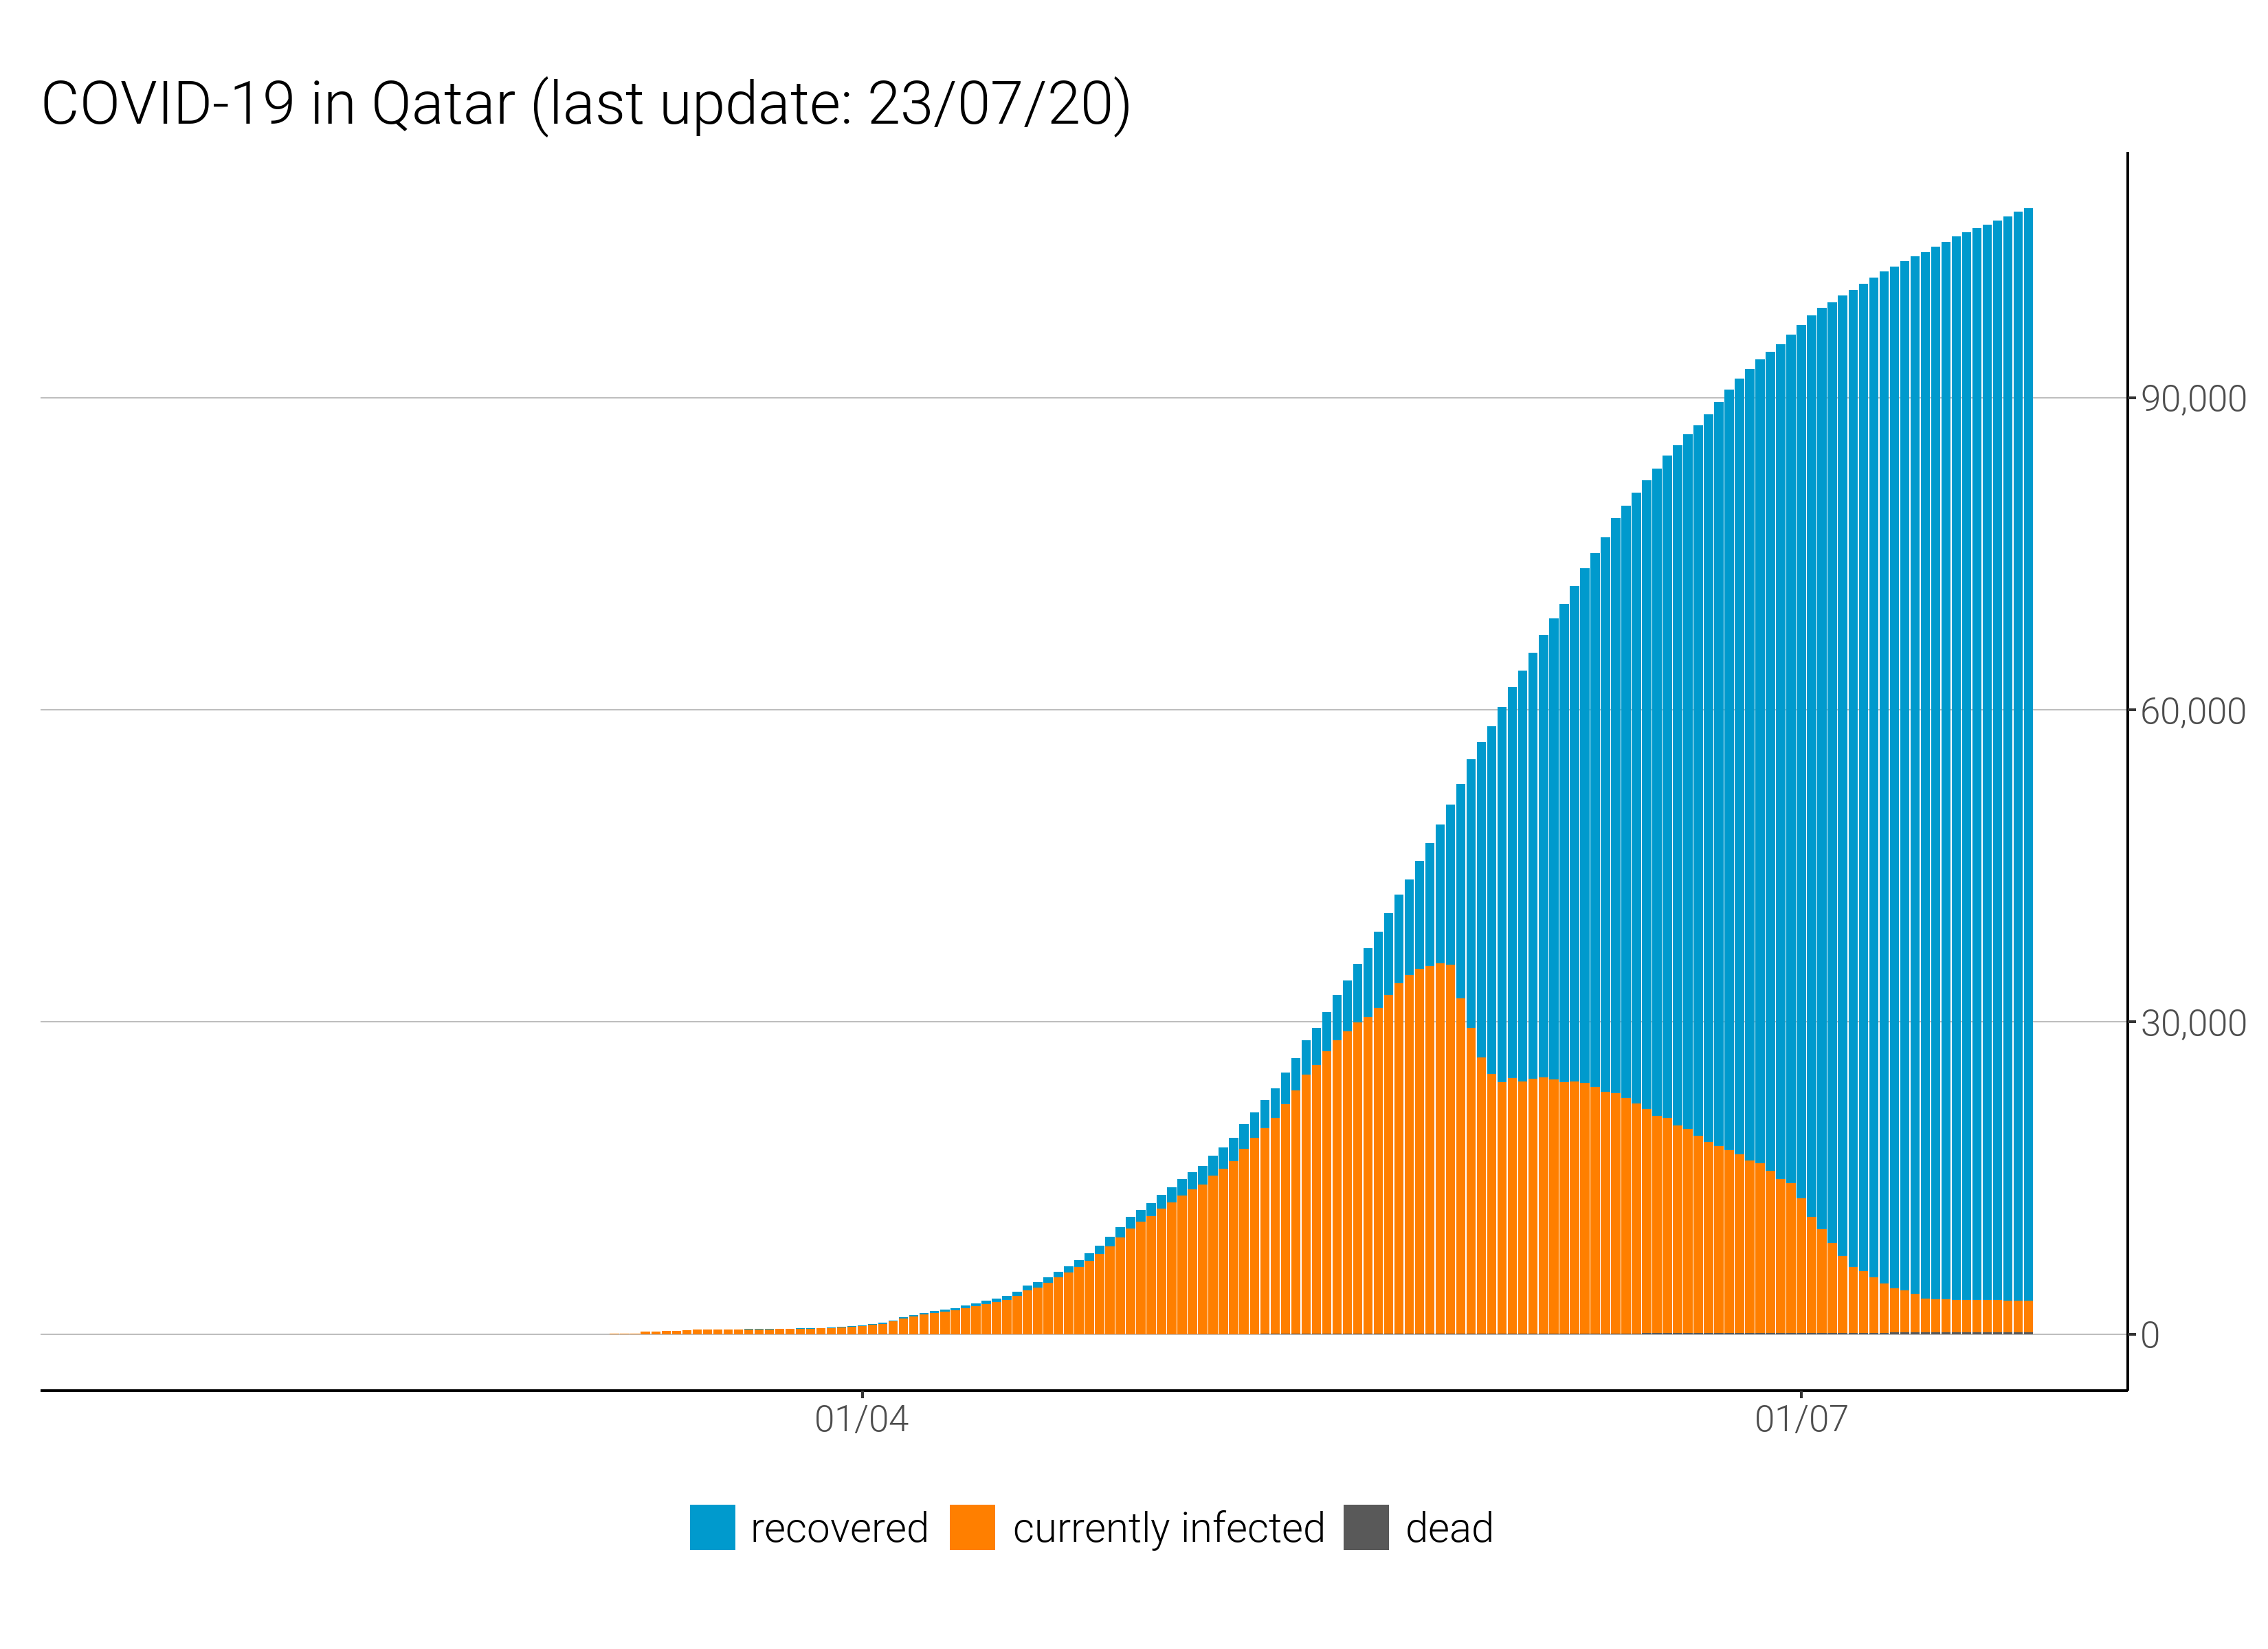 COVID-19 in Qatar (last update: 23/07/20)
90,000
60,000
30,000
0
01/04 01/07
recovered currently infected dead